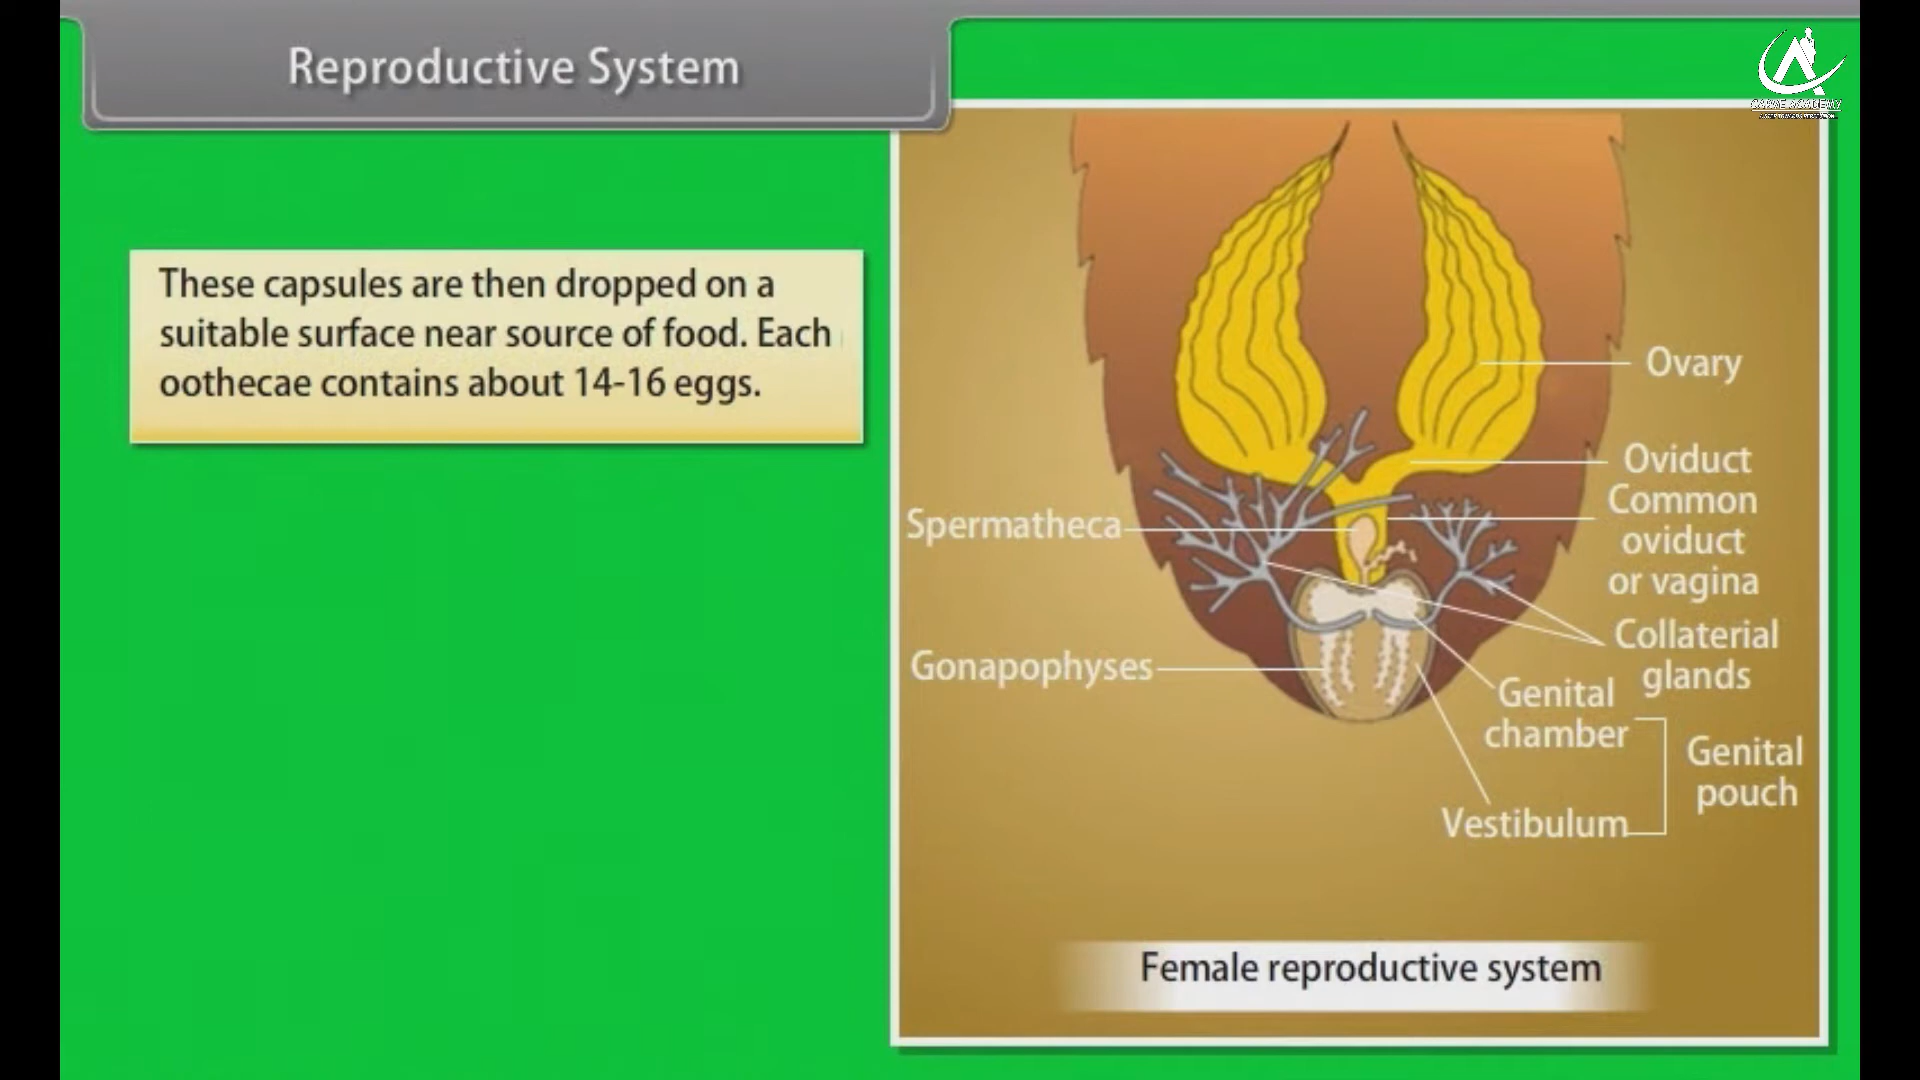 Reproductive System
These capsules are then dropped on a
suitable surface near source of food. Each
oothecae contains about 14-16 eggs.
Ovary
Oviduct
Common
oviduct
or vagina
Spermatheca
Collaterial
glands
Gonapophyses
Genital
chamber
Genital
pouch
Vestibulum
Female reproductive system